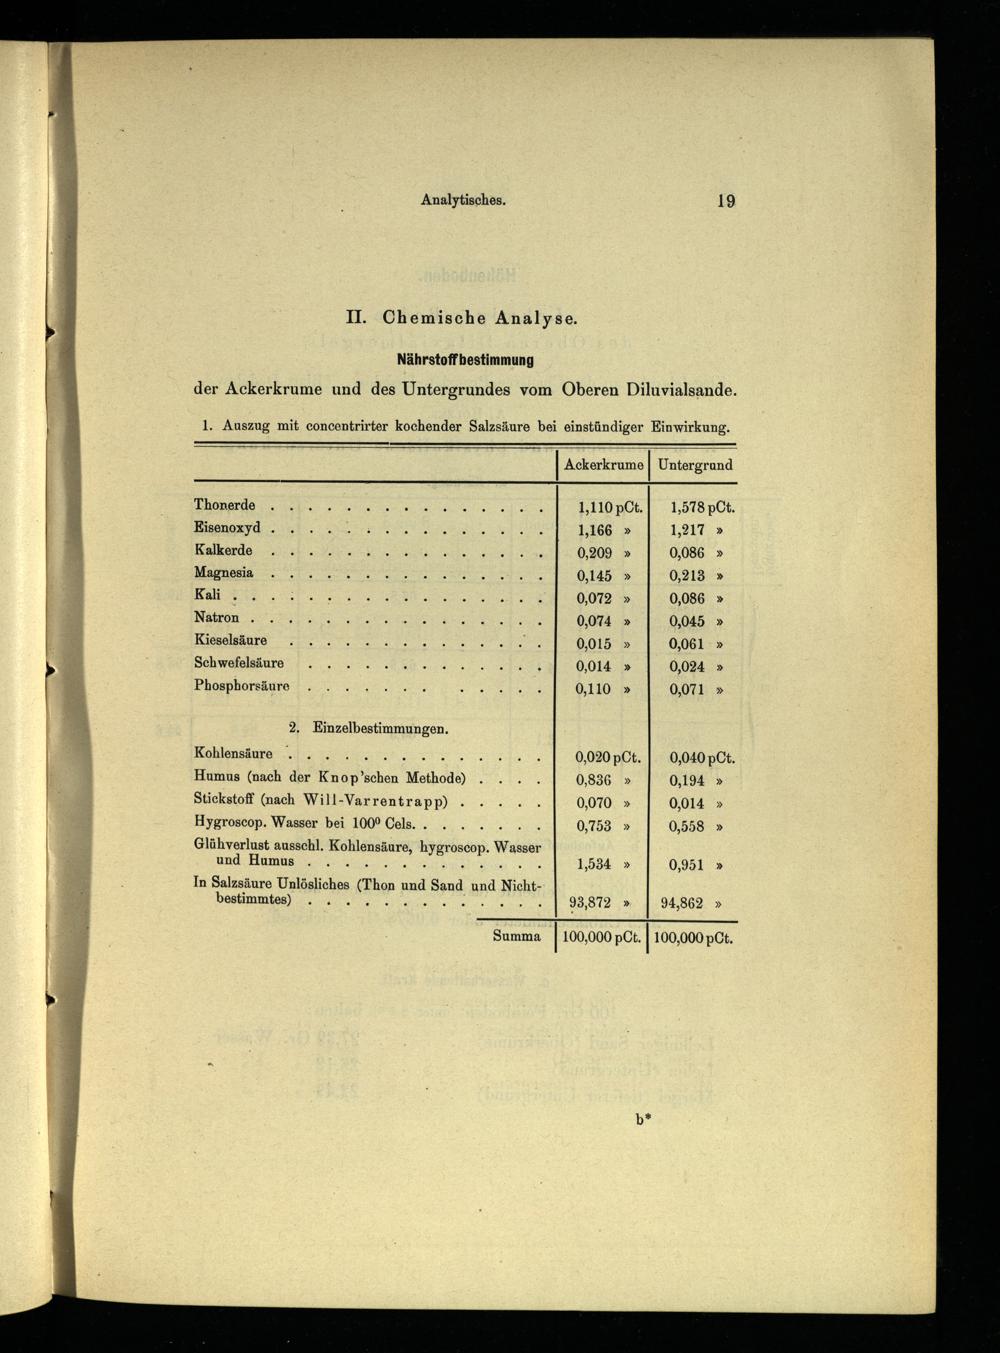 Analytisches. 19
II. Chemische Analyse.
Nährstoffbestimmung
der Ackerkrume und des Untergrundes vom Oberen Diluvialsande.
1. Auszug mit concentrirter kochender Salzsäure bei einstündiger Einwirkung.
Ackerkrume Untergrund
Thonerde . . . . . . . . . . . . . . . 1,110 pCt. 1,578 pCt.
Eisenoxyd . . . . . . . . . . . . . . . 1,166 » 1,217 »
Kalkerde . . . . . . . . . . . . . . . 0,209 » 0,086 »
Magnesia . . . . . . . . . . . . . . . 0,145 » 0,213 »
Kali . . . . . . . . . . . . . . . . . 0,072 » 0,086 »
Natron . . . . . . . . . . . . . . . . 0,074 » 0,045 »
Kieselsäure . . . . . . . . . . . . . . 0,015 » 0,061 »
Schwefelsäure . . . . . . . . . . . . . 0,014 » 0,024 »
Phosphorsäure . . . . . . . . . . . . 0,110 » 0,071 »
2. Einzelbestimmungen.
Kohlensäure . . . . . . . . . . . . . . 0,020 pCt. 0,040 pCt.
Humus (nach der Knop'schen Methode) . . . . 0,836 » 0,194 »
Stickstoff (nach Will-Varrentrapp) . . . . . 0,070 » 0,014 »
Hygroscop. Wasser bei 100⁰ Cels. . . . . . . . 0,753 » 0,558 »
Glühverlust ausschl. Kohlensäure, hygroscop. Wasser
und Humus . . . . . . . . . . . . . 1,534 » 0,951 »
In Salzsäure Unlösliches (Thon und Sand und Nicht-
bestimmtes) . . . . . . . . . . . . . 93,872 » 94,862 »
Summa 100,000 pCt. 100,000 pCt.
b*